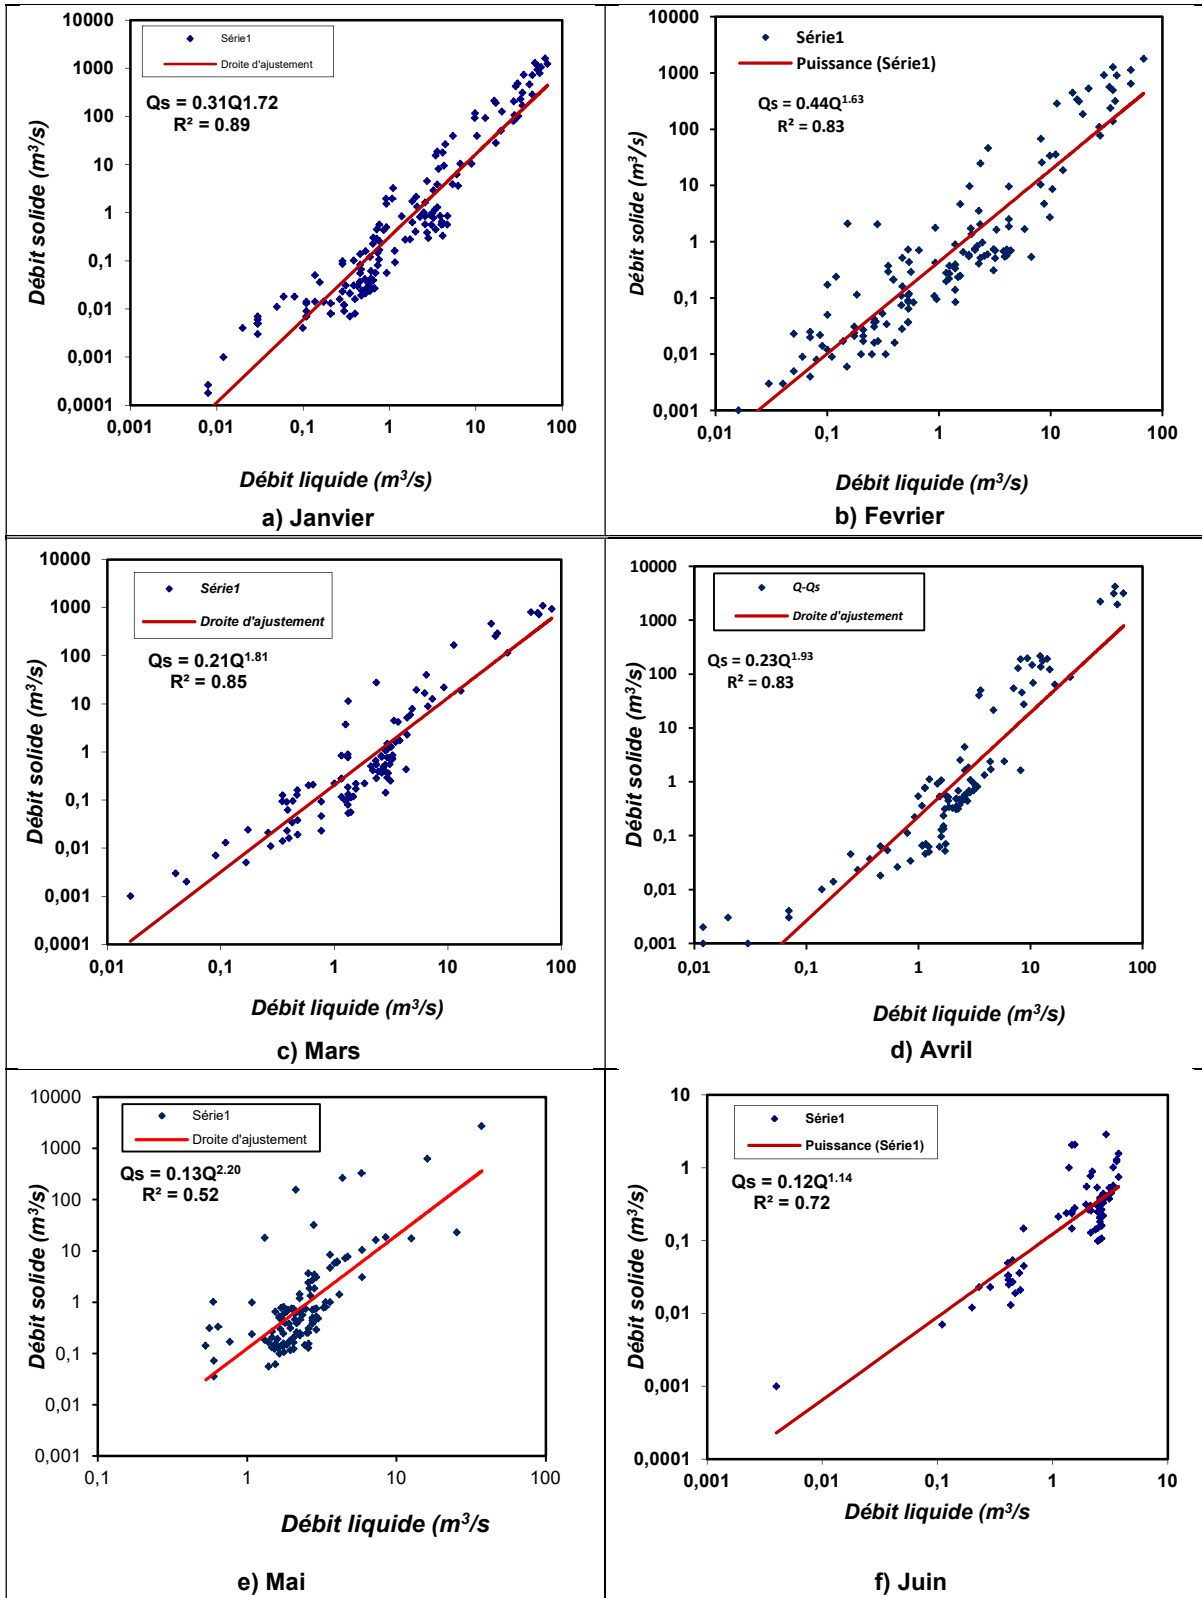 10000
1000
100
10
1
0,1
0,01
0,001
0,0001
Débit solide (m³/s)
Série1
Droite d'ajustement
Qs = 0.31Q1.72
R² = 0.89
0,001 0,01 0,1 1 10 100
Débit liquide (m³/s)
a) Janvier
10000
1000
100
10
1
0,1
0,01
0,001
Débit solide (m³/s)
Série1
Puissance (Série1)
Qs = 0.44Q^1.63
R² = 0.83
0,01 0,1 1 10 100
Débit liquide (m³/s)
b) Fevrier
10000
1000
100
10
1
0,1
0,01
0,001
0,0001
Débit solide (m³/s)
Série1
Droite d'ajustement
Qs = 0.21Q^1.81
R² = 0.85
0,01 0,1 1 10 100
Débit liquide (m³/s)
c) Mars
10000
1000
100
10
1
0,1
0,01
0,001
Débit solide (m³/s)
Q-Qs
Droite d'ajustement
Qs = 0.23Q^1.93
R² = 0.83
0,01 0,1 1 10 100
Débit liquide (m³/s)
d) Avril
10000
1000
100
10
1
0,1
0,01
0,001
Débit solide (m³/s)
Série1
Droite d'ajustement
Qs = 0.13Q^2.20
R² = 0.52
0,1 1 10 100
Débit liquide (m³/s
e) Mai
10
1
0,1
0,01
0,001
0,0001
Débit solide (m³/s)
Série1
Puissance (Série1)
Qs = 0.12Q^1.14
R² = 0.72
0,001 0,01 0,1 1 10
Débit liquide (m³/s
f) Juin